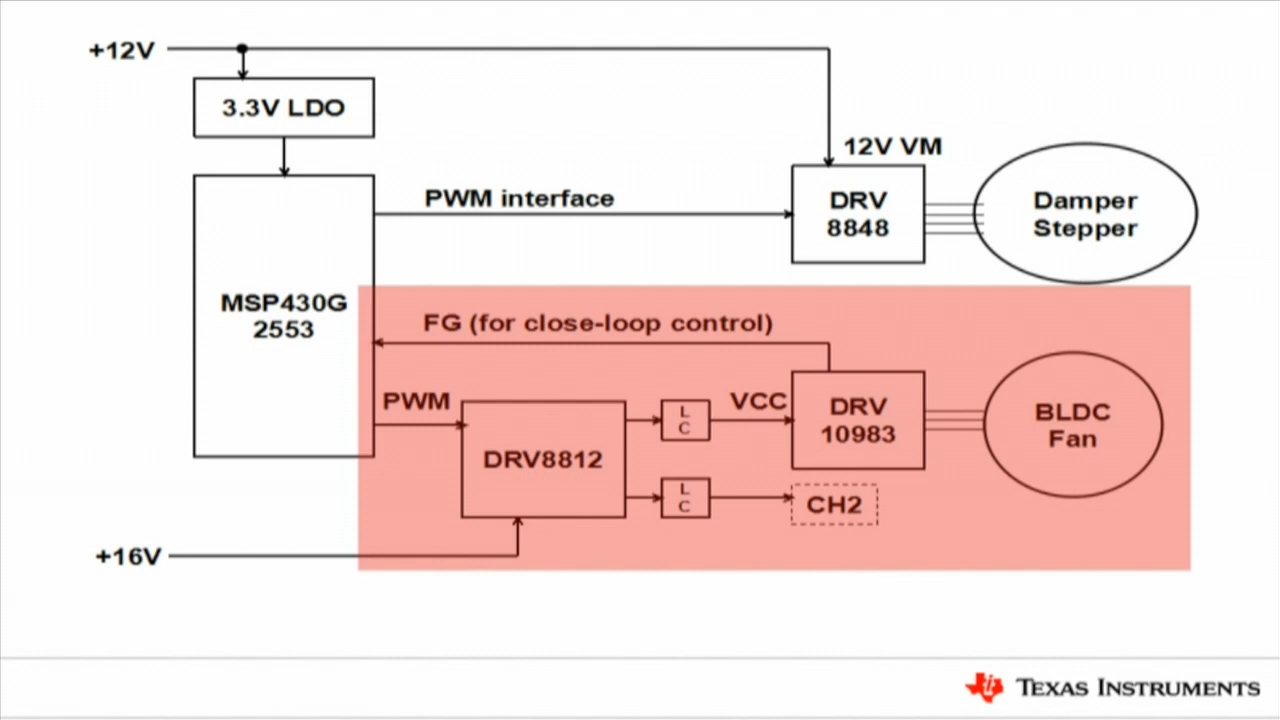 +12V
3.3V LDO
12V VM
PWM interface
DRV
8848
Damper
Stepper
MSP430G
2553
FG (for close-loop control)
PWM
L
C
VCC
DRV
10983
BLDC
Fan
DRV8812
L
C
CH2
+16V
TEXAS INSTRUMENTS